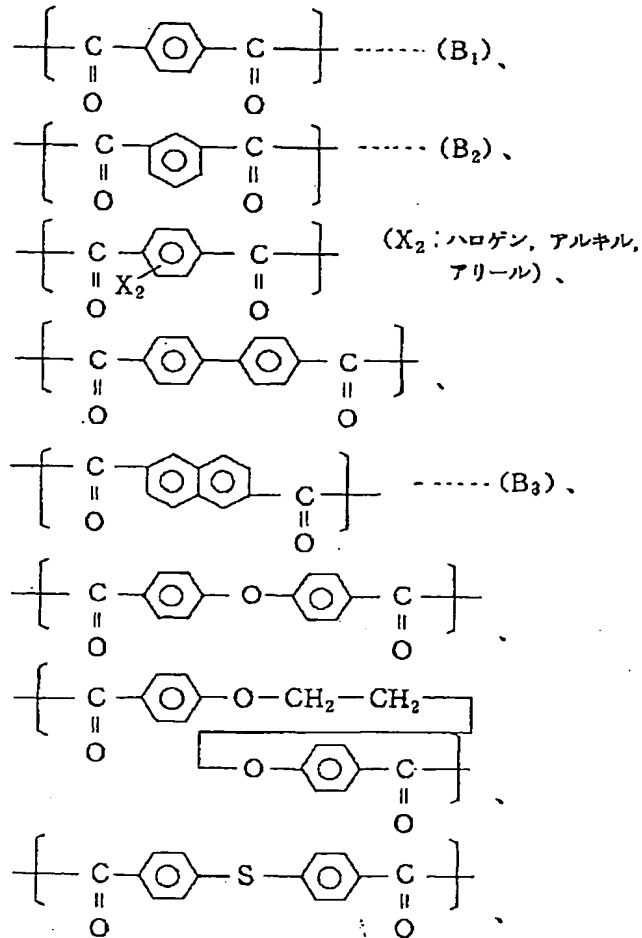 C C ------ (B₁)、
O O
C C ------ (B₂)、
O O
C C (X₂:ハロゲン, アルキル,
O X₂ O アリール) 、
C C 、
O O
C C ------ (B₃)、
O O
C O C 、
O O
C O-CH₂-CH₂
O O C 、
O
C S C 、
O O